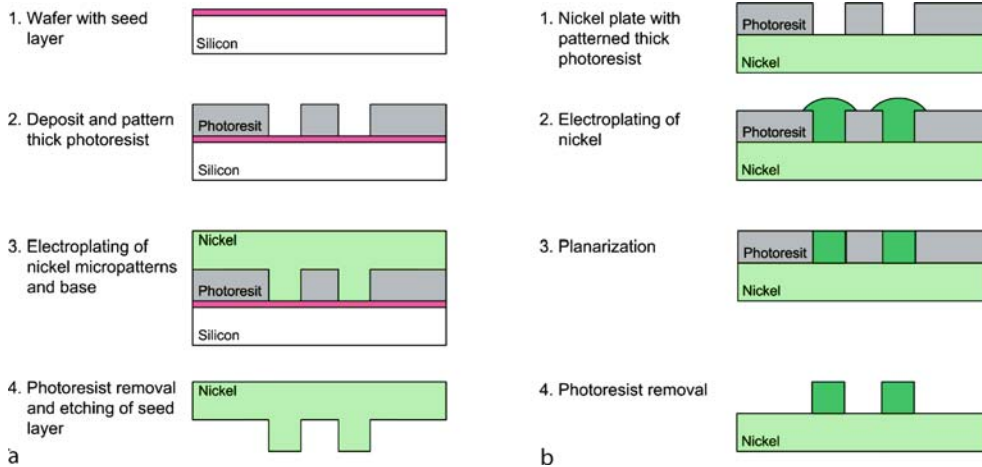 1. Wafer with seed
layer
Silicon
2. Deposit and pattern
thick photoresist
Photoresit
Silicon
3. Electroplating of
nickel micropatterns
and base
Nickel
Photoresit
Silicon
4. Photoresist removal
and etching of seed
layer
Nickel
a
1. Nickel plate with
patterned thick
photoresist
Photoresit
Nickel
2. Electroplating of
nickel
Photoresit
Nickel
3. Planarization
Photoresit
Nickel
4. Photoresist removal
Nickel
b